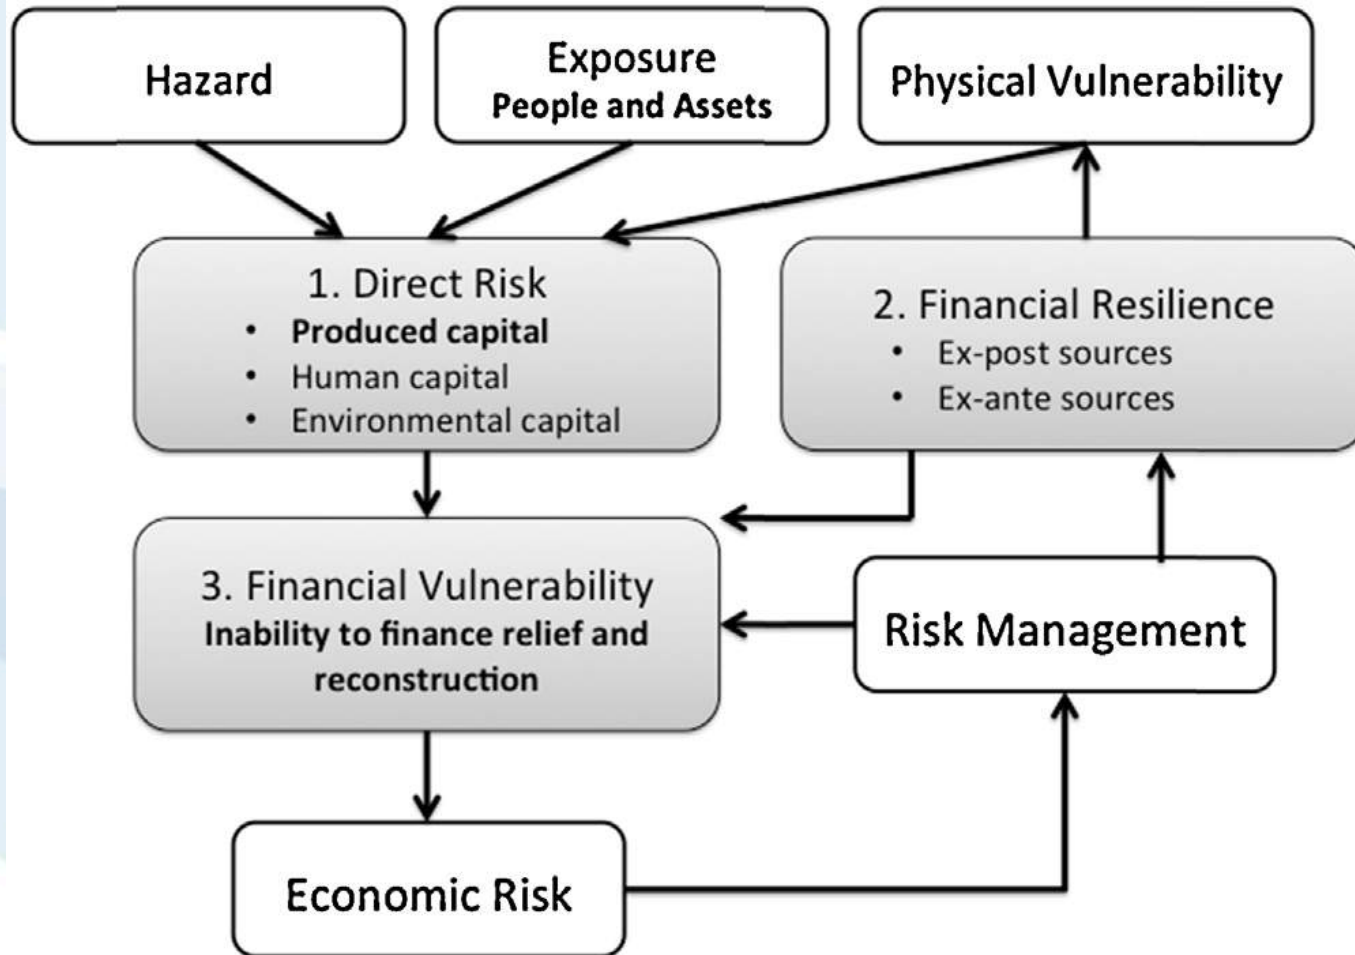 Hazard
Exposure
People and Assets
Physical Vulnerability
1. Direct Risk
• Produced capital
• Human capital
• Environmental capital
2. Financial Resilience
• Ex-post sources
• Ex-ante sources
3. Financial Vulnerability
Inability to finance relief and
reconstruction
Risk Management
Economic Risk